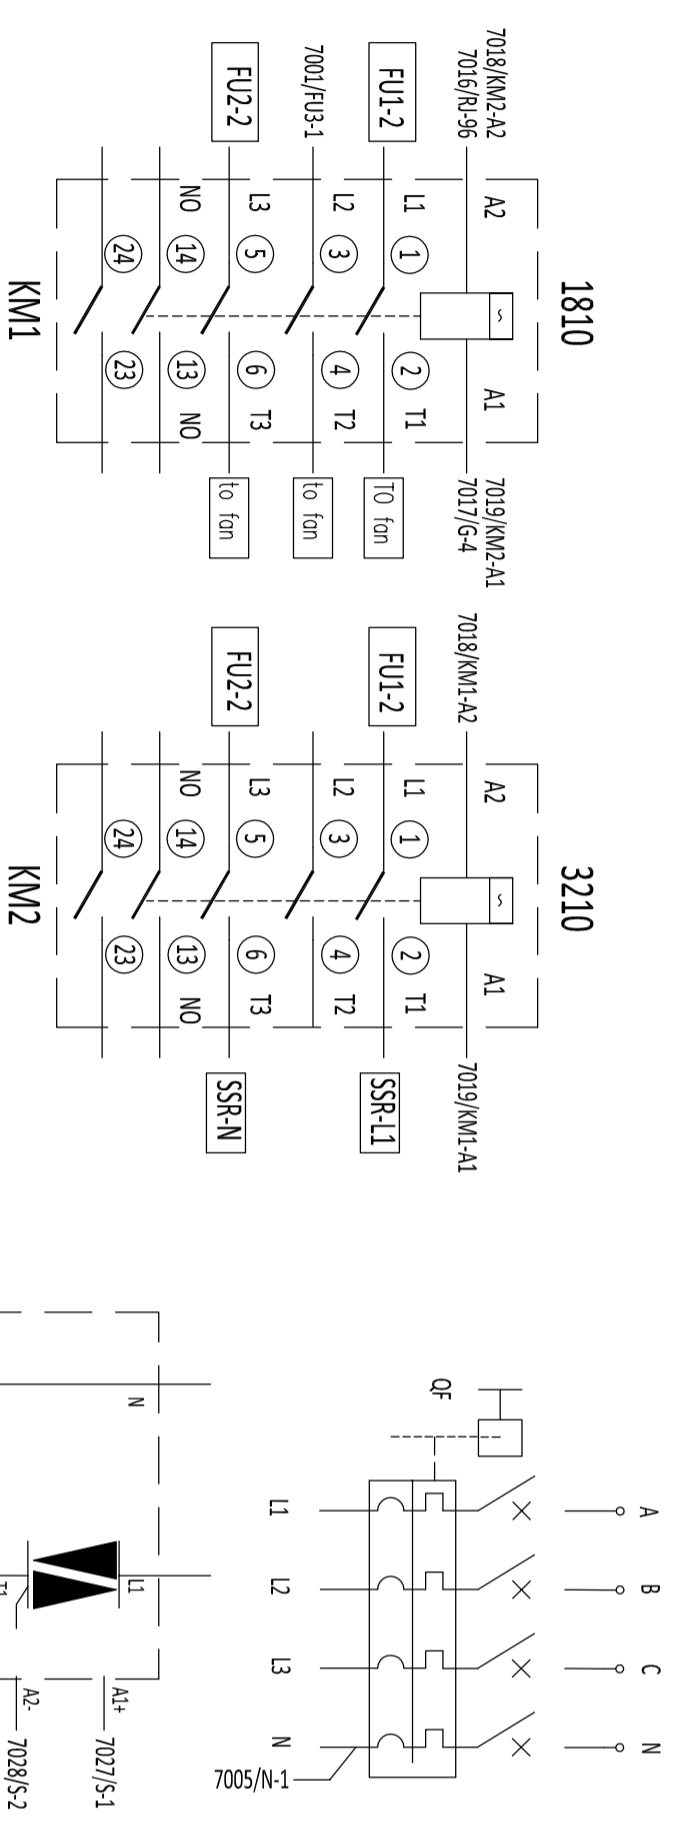 1810
7018/KM2-A2
7016/RJ-96
A2
A1
7019/KM2-A1
7017/G-4
FU1-2
L1
1
2
T1
TO fan
7001/FU3-1
L2
3
4
T2
to fan
FU2-2
L3
5
6
T3
to fan
NO
14
13
NO
24
23
~
KM1
3210
7018/KM1-A2
A2
A1
7019/KM1-A1
FU1-2
L1
1
2
T1
SSR-L1
L2
3
4
T2
FU2-2
L3
5
6
T3
SSR-N
NO
14
13
NO
24
23
~
KM2
A
B
C
N
QF
L1
L2
L3
N
7005/N-1
N
L1
T1
A1+
7027/S-1
A2-
7028/S-2